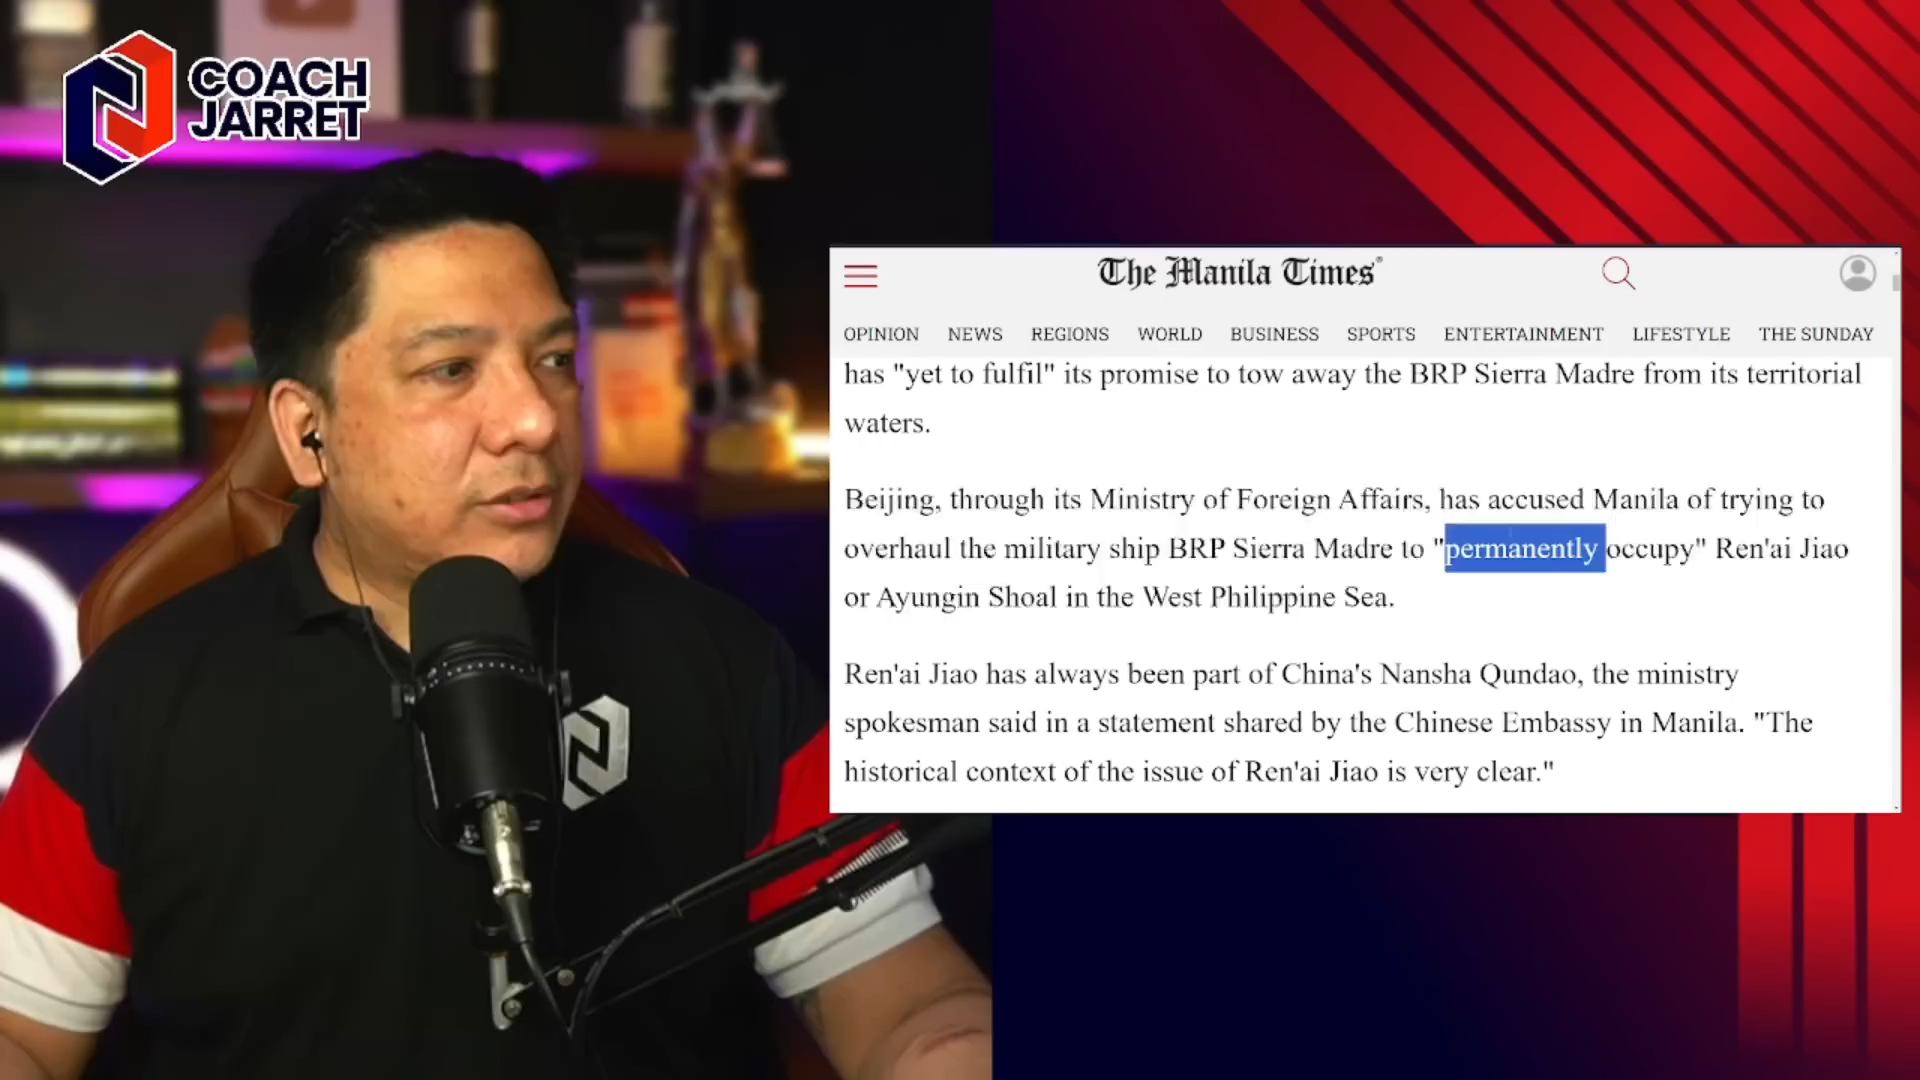 COACH
JARRET
The Manila Times
OPINION NEWS REGIONS WORLD BUSINESS SPORTS ENTERTAINMENT LIFESTYLE THE SUNDAY
has "yet to fulfil" its promise to tow away the BRP Sierra Madre from its territorial
waters.
Beijing, through its Ministry of Foreign Affairs, has accused Manila of trying to
overhaul the military ship BRP Sierra Madre to "permanently occupy" Ren'ai Jiao
or Ayungin Shoal in the West Philippine Sea.
Ren'ai Jiao has always been part of China's Nansha Qundao, the ministry
spokesman said in a statement shared by the Chinese Embassy in Manila. "The
historical context of the issue of Ren'ai Jiao is very clear."